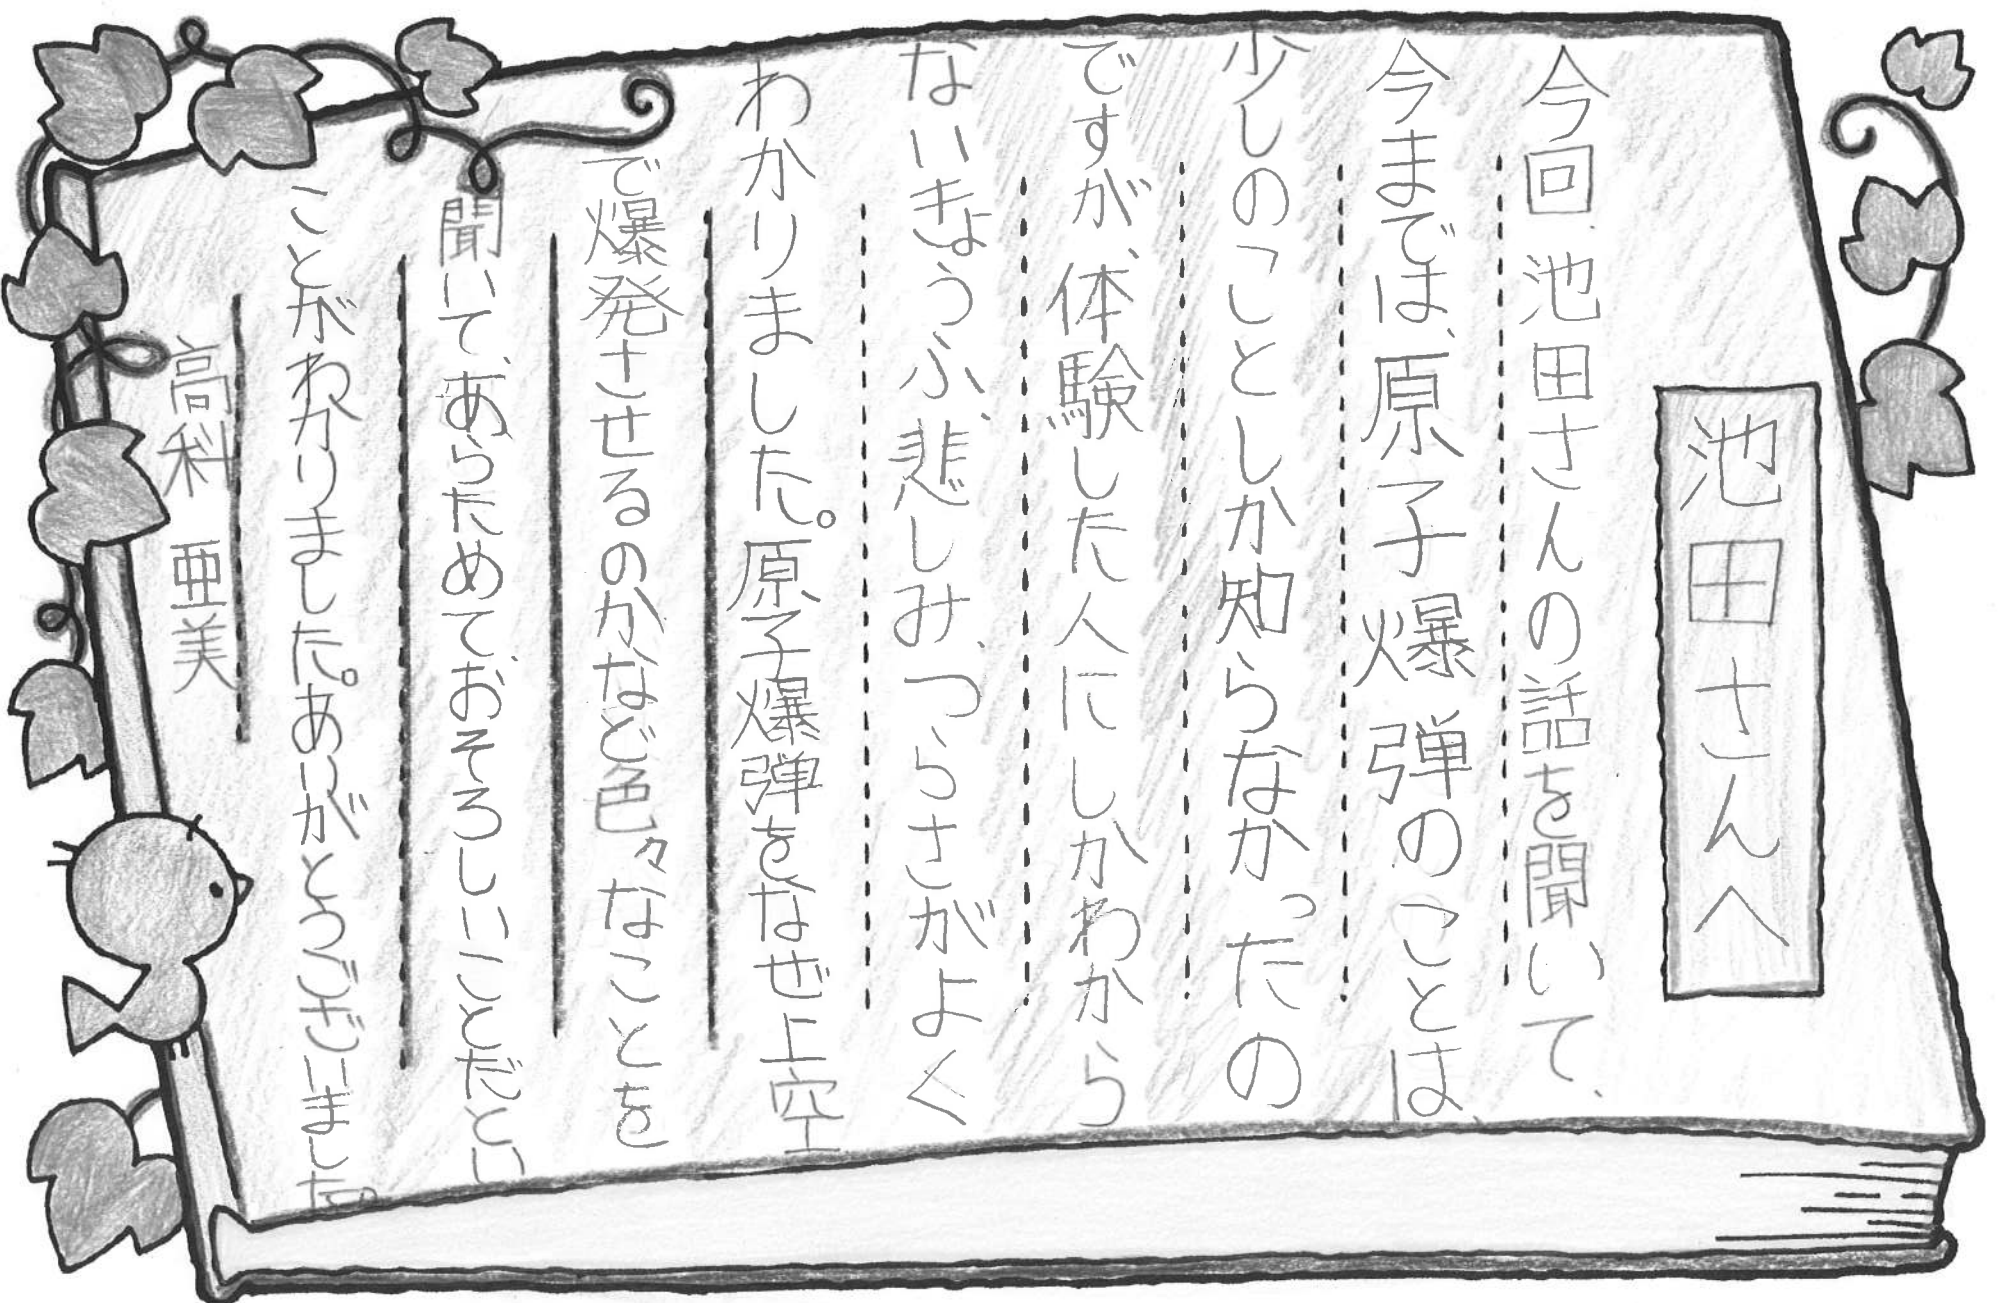 池田さんへ
今回、池田さんの話を聞いて、
今までは、原子爆弾のことは、
少しのことしか知らなかったの
ですが、体験した人にしかわから
ないきょうふ、悲しみ、つらさがよく
わかりました。原子爆弾をなぜ上空
で爆発させるのかなど色々なことを
聞いて、あらためておそろしいことだとい
ことがわかりました。ありがとうございました。
高科 亜美